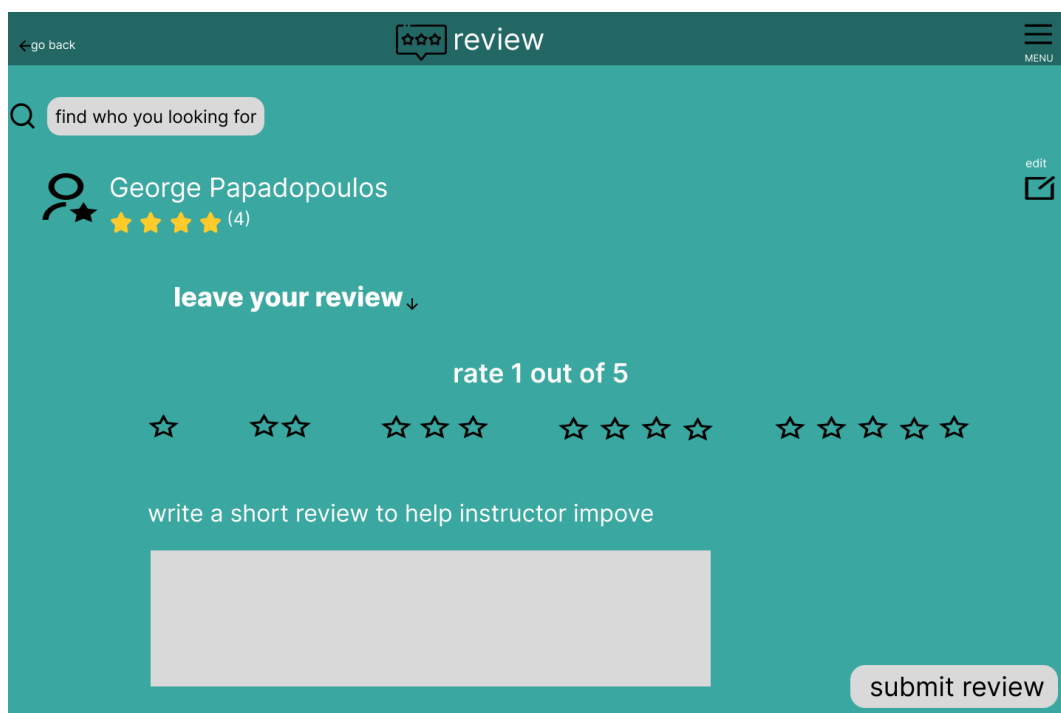 go back
review
MENU
find who you looking for
edit
George Papadopoulos
(4)
leave your review
rate 1 out of 5
write a short review to help instructor impove
submit review